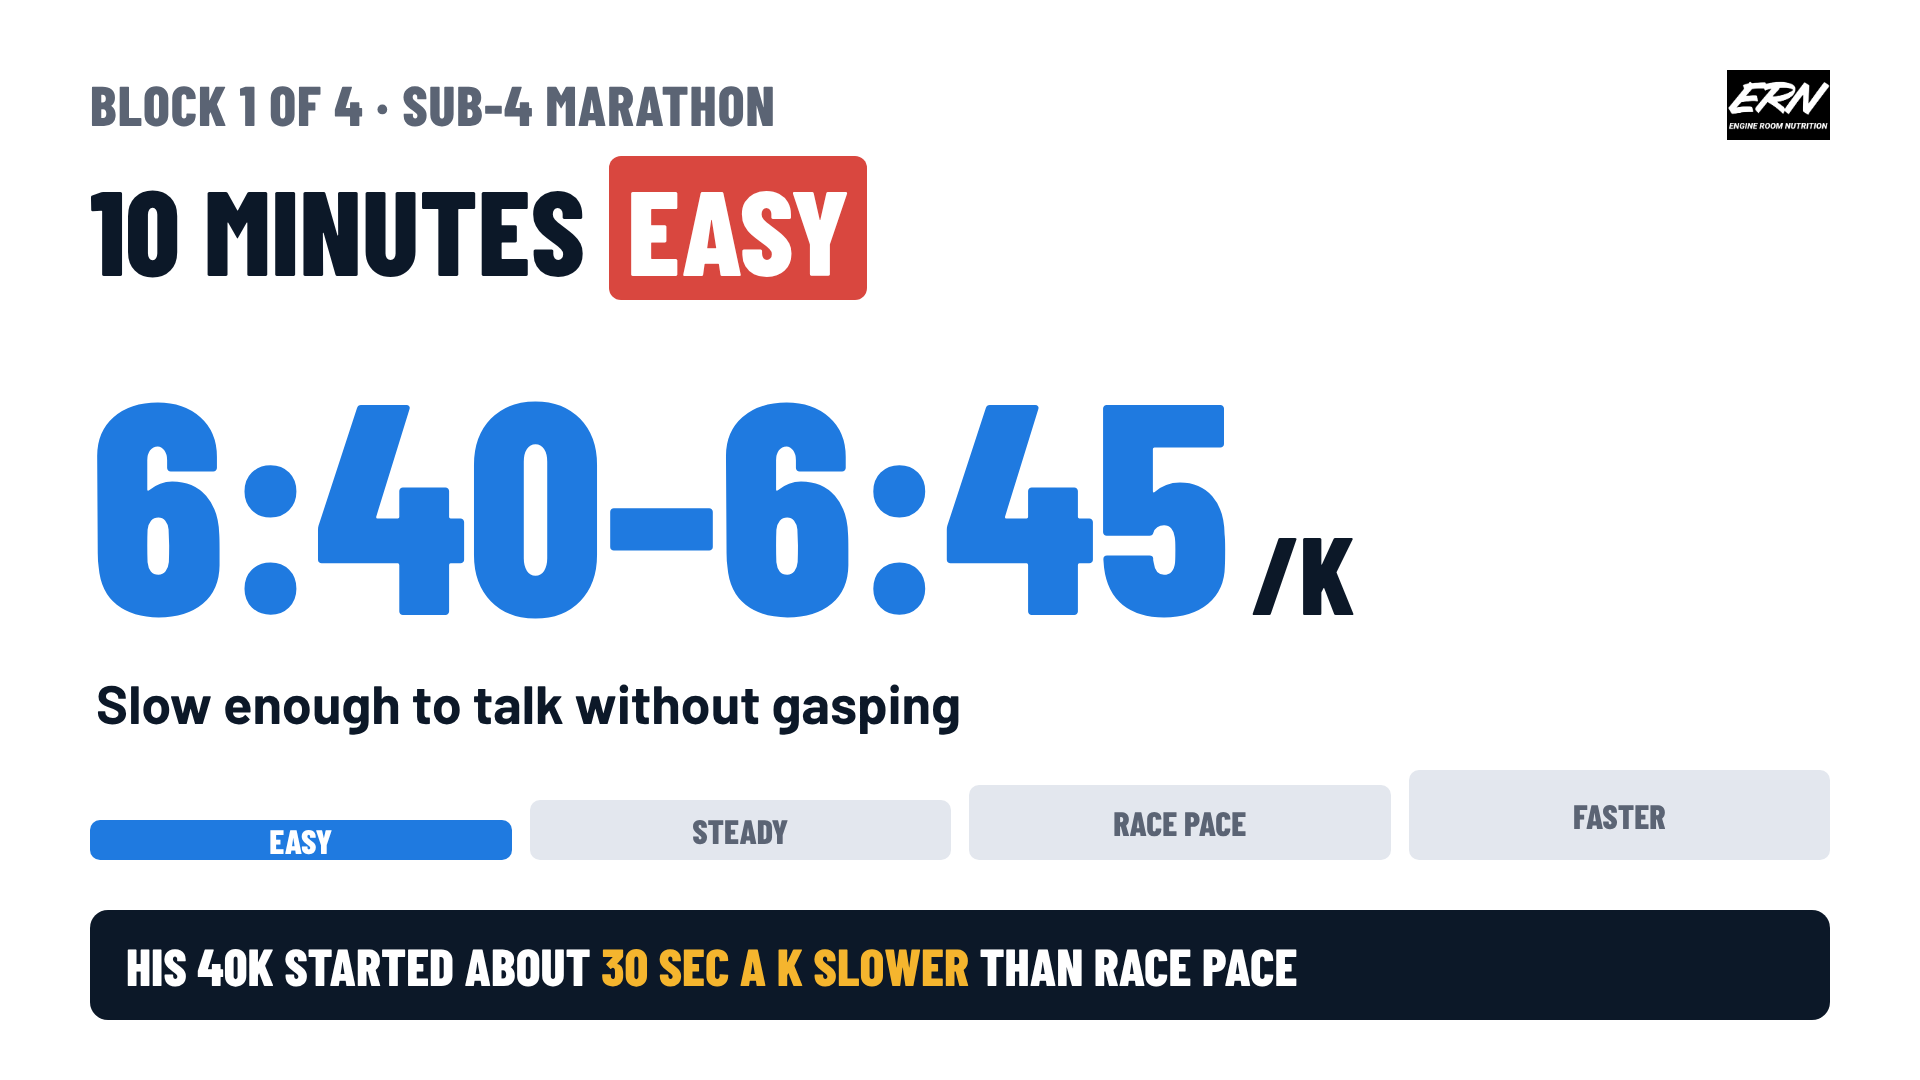 BLOCK 1 OF 4 · SUB-4 MARATHON
ERN
ENGINE ROOM NUTRITION
10 MINUTES EASY
6:40–6:45 /K
Slow enough to talk without gasping
EASY
STEADY
RACE PACE
FASTER
HIS 40K STARTED ABOUT 30 SEC A K SLOWER THAN RACE PACE